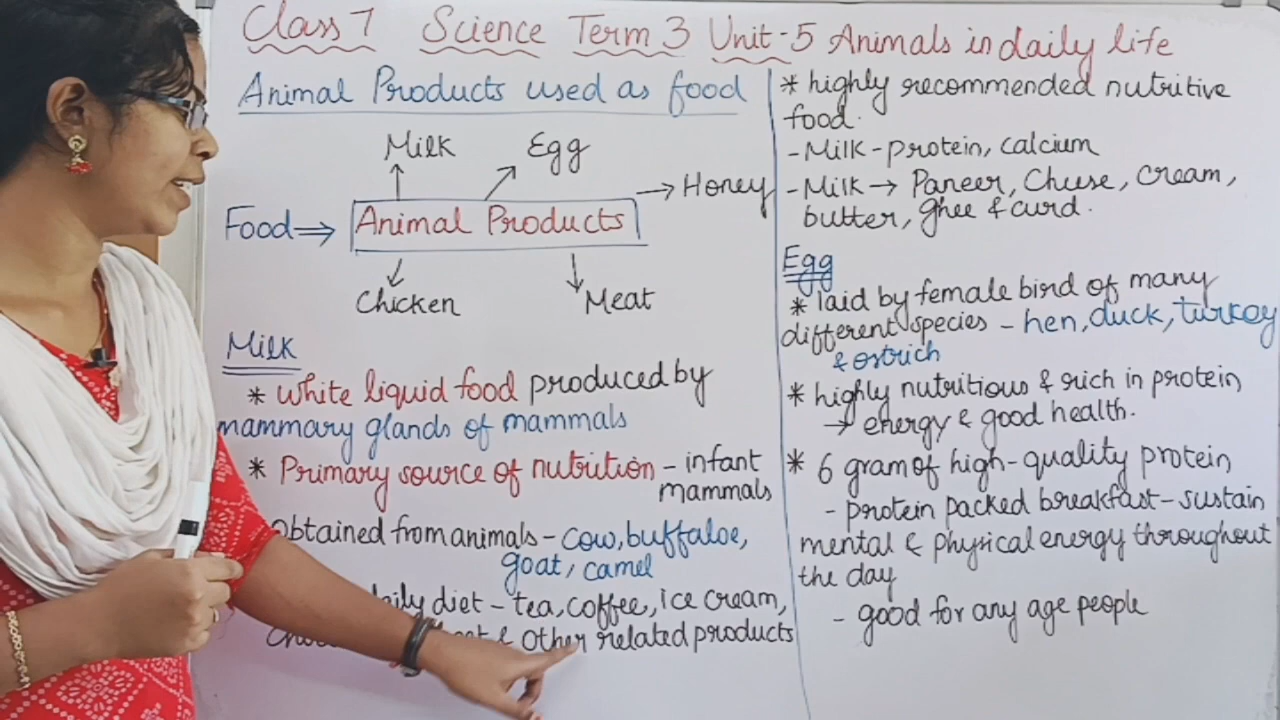 Class 7 Science Term 3 Unit-5 Animals in daily life
Animal Products used as food
Milk Egg
→ Honey
Food ⇒ Animal Products
Chicken Meat
Milk
* White liquid food produced by
mammary glands of mammals
* Primary source of nutrition - infant
mammals
obtained from animals - cow, buffaloe,
goat, camel
daily diet - tea, coffee, ice cream,
& other related products
* highly recommended nutritive
food.
- Milk - protein, calcium
- Milk → Paneer, Cheese, Cream,
butter, ghee & curd.
Egg
* laid by female bird of many
different species - hen, duck, turkey
& ostrich
* highly nutritious & rich in protein,
→ energy & good health.
* 6 gram of high-quality protein
- protein packed breakfast - sustain
mental & physical energy throughout
the day
- good for any age people